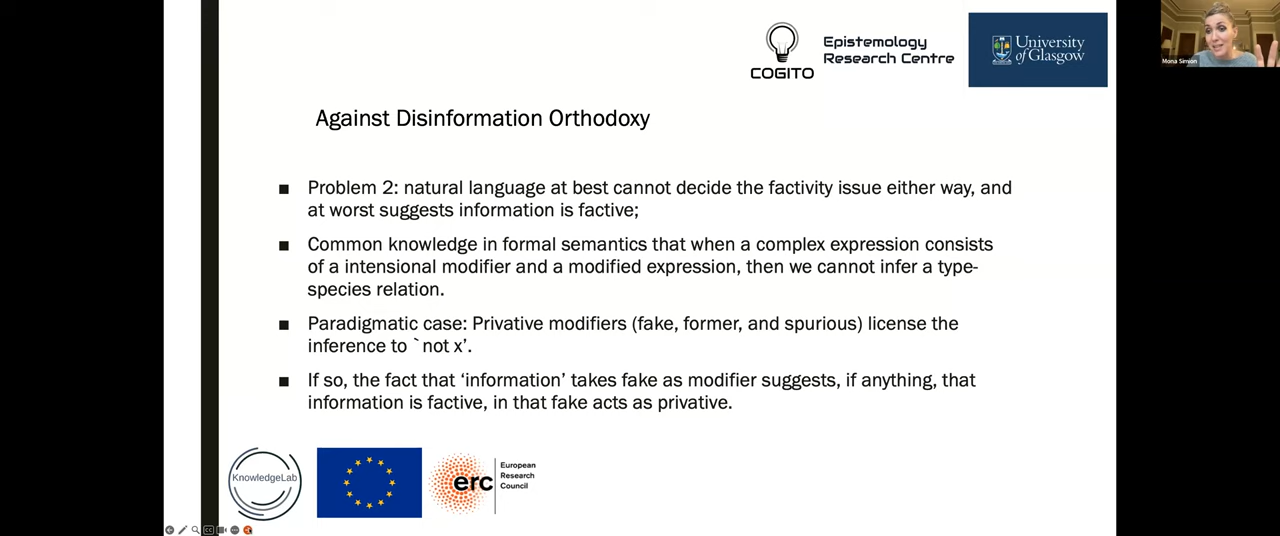 COGITO
Epistemology
Research Centre
University
of Glasgow
Mona Simion
Against Disinformation Orthodoxy
■ Problem 2: natural language at best cannot decide the factivity issue either way, and
at worst suggests information is factive;
■ Common knowledge in formal semantics that when a complex expression consists
of a intensional modifier and a modified expression, then we cannot infer a type-
species relation.
■ Paradigmatic case: Privative modifiers (fake, former, and spurious) license the
inference to `not x’.
■ If so, the fact that ‘information’ takes fake as modifier suggests, if anything, that
information is factive, in that fake acts as privative.
KnowledgeLab
erc
European
Research
Council